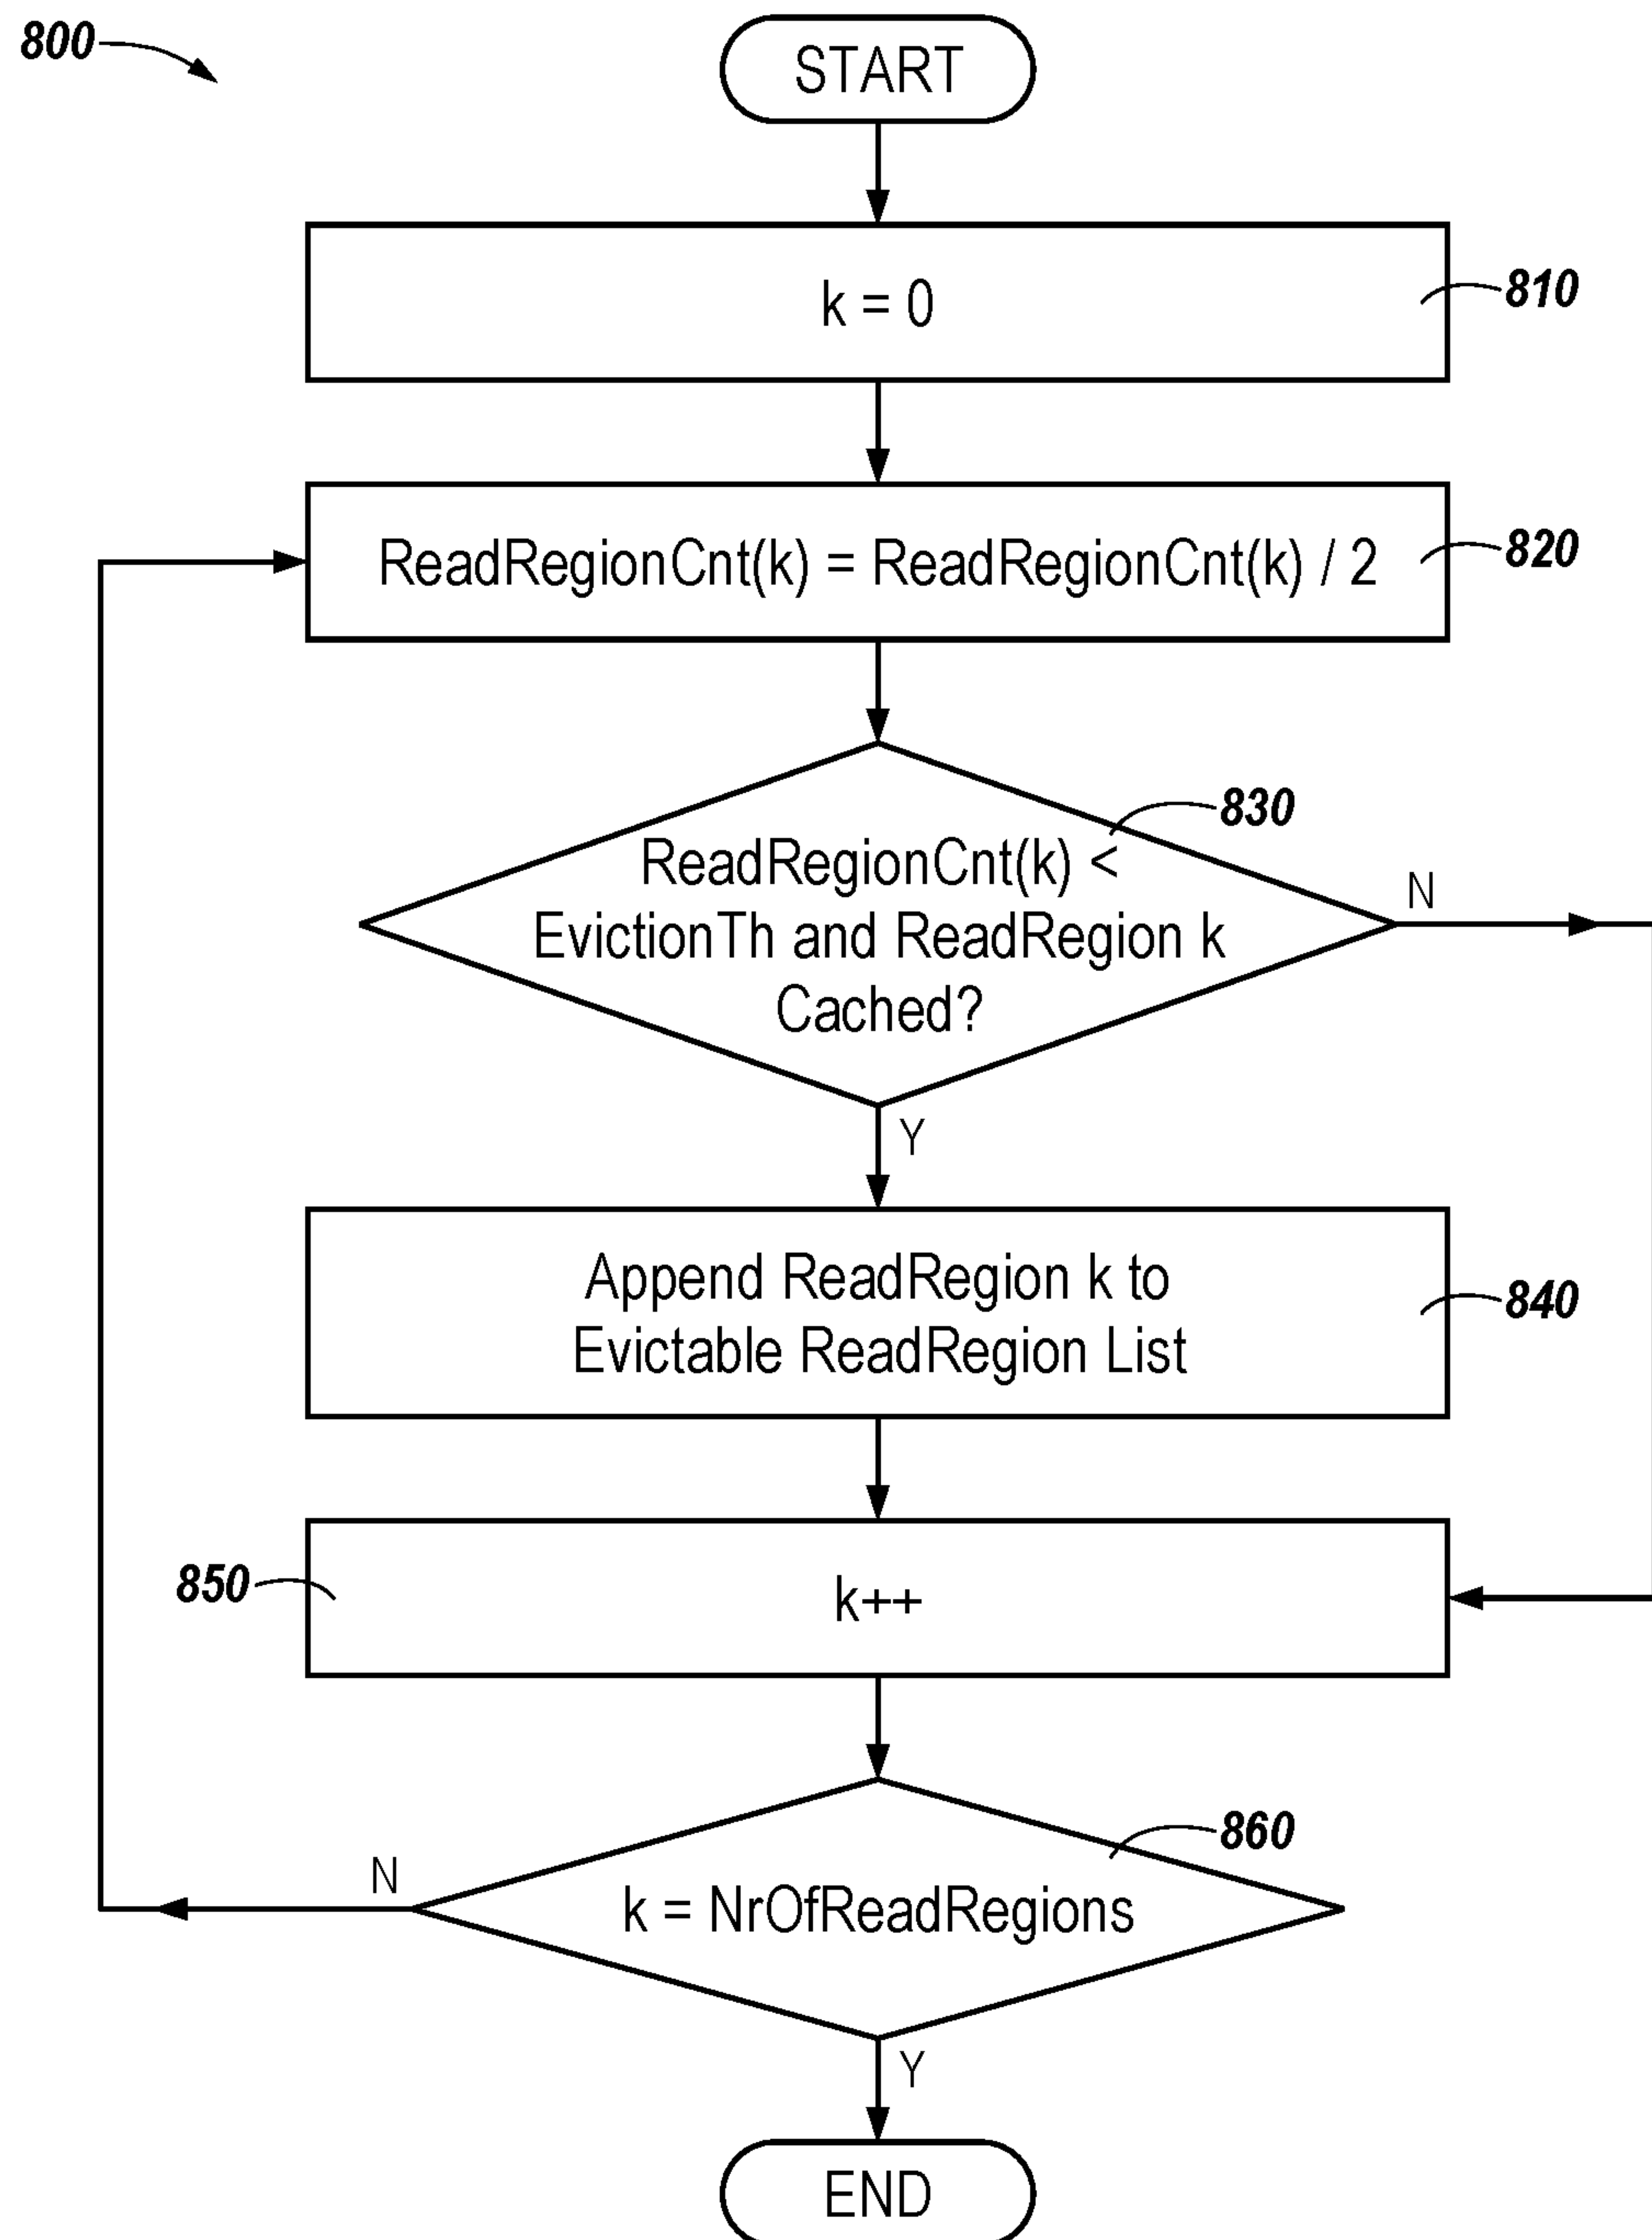 800
START
k = 0
810
ReadRegionCnt(k) = ReadRegionCnt(k) / 2
820
830
ReadRegionCnt(k) <
EvictionTh and ReadRegion k
Cached?
N
Y
Append ReadRegion k to
Evictable ReadRegion List
840
850
k++
860
N
k = NrOfReadRegions
Y
END